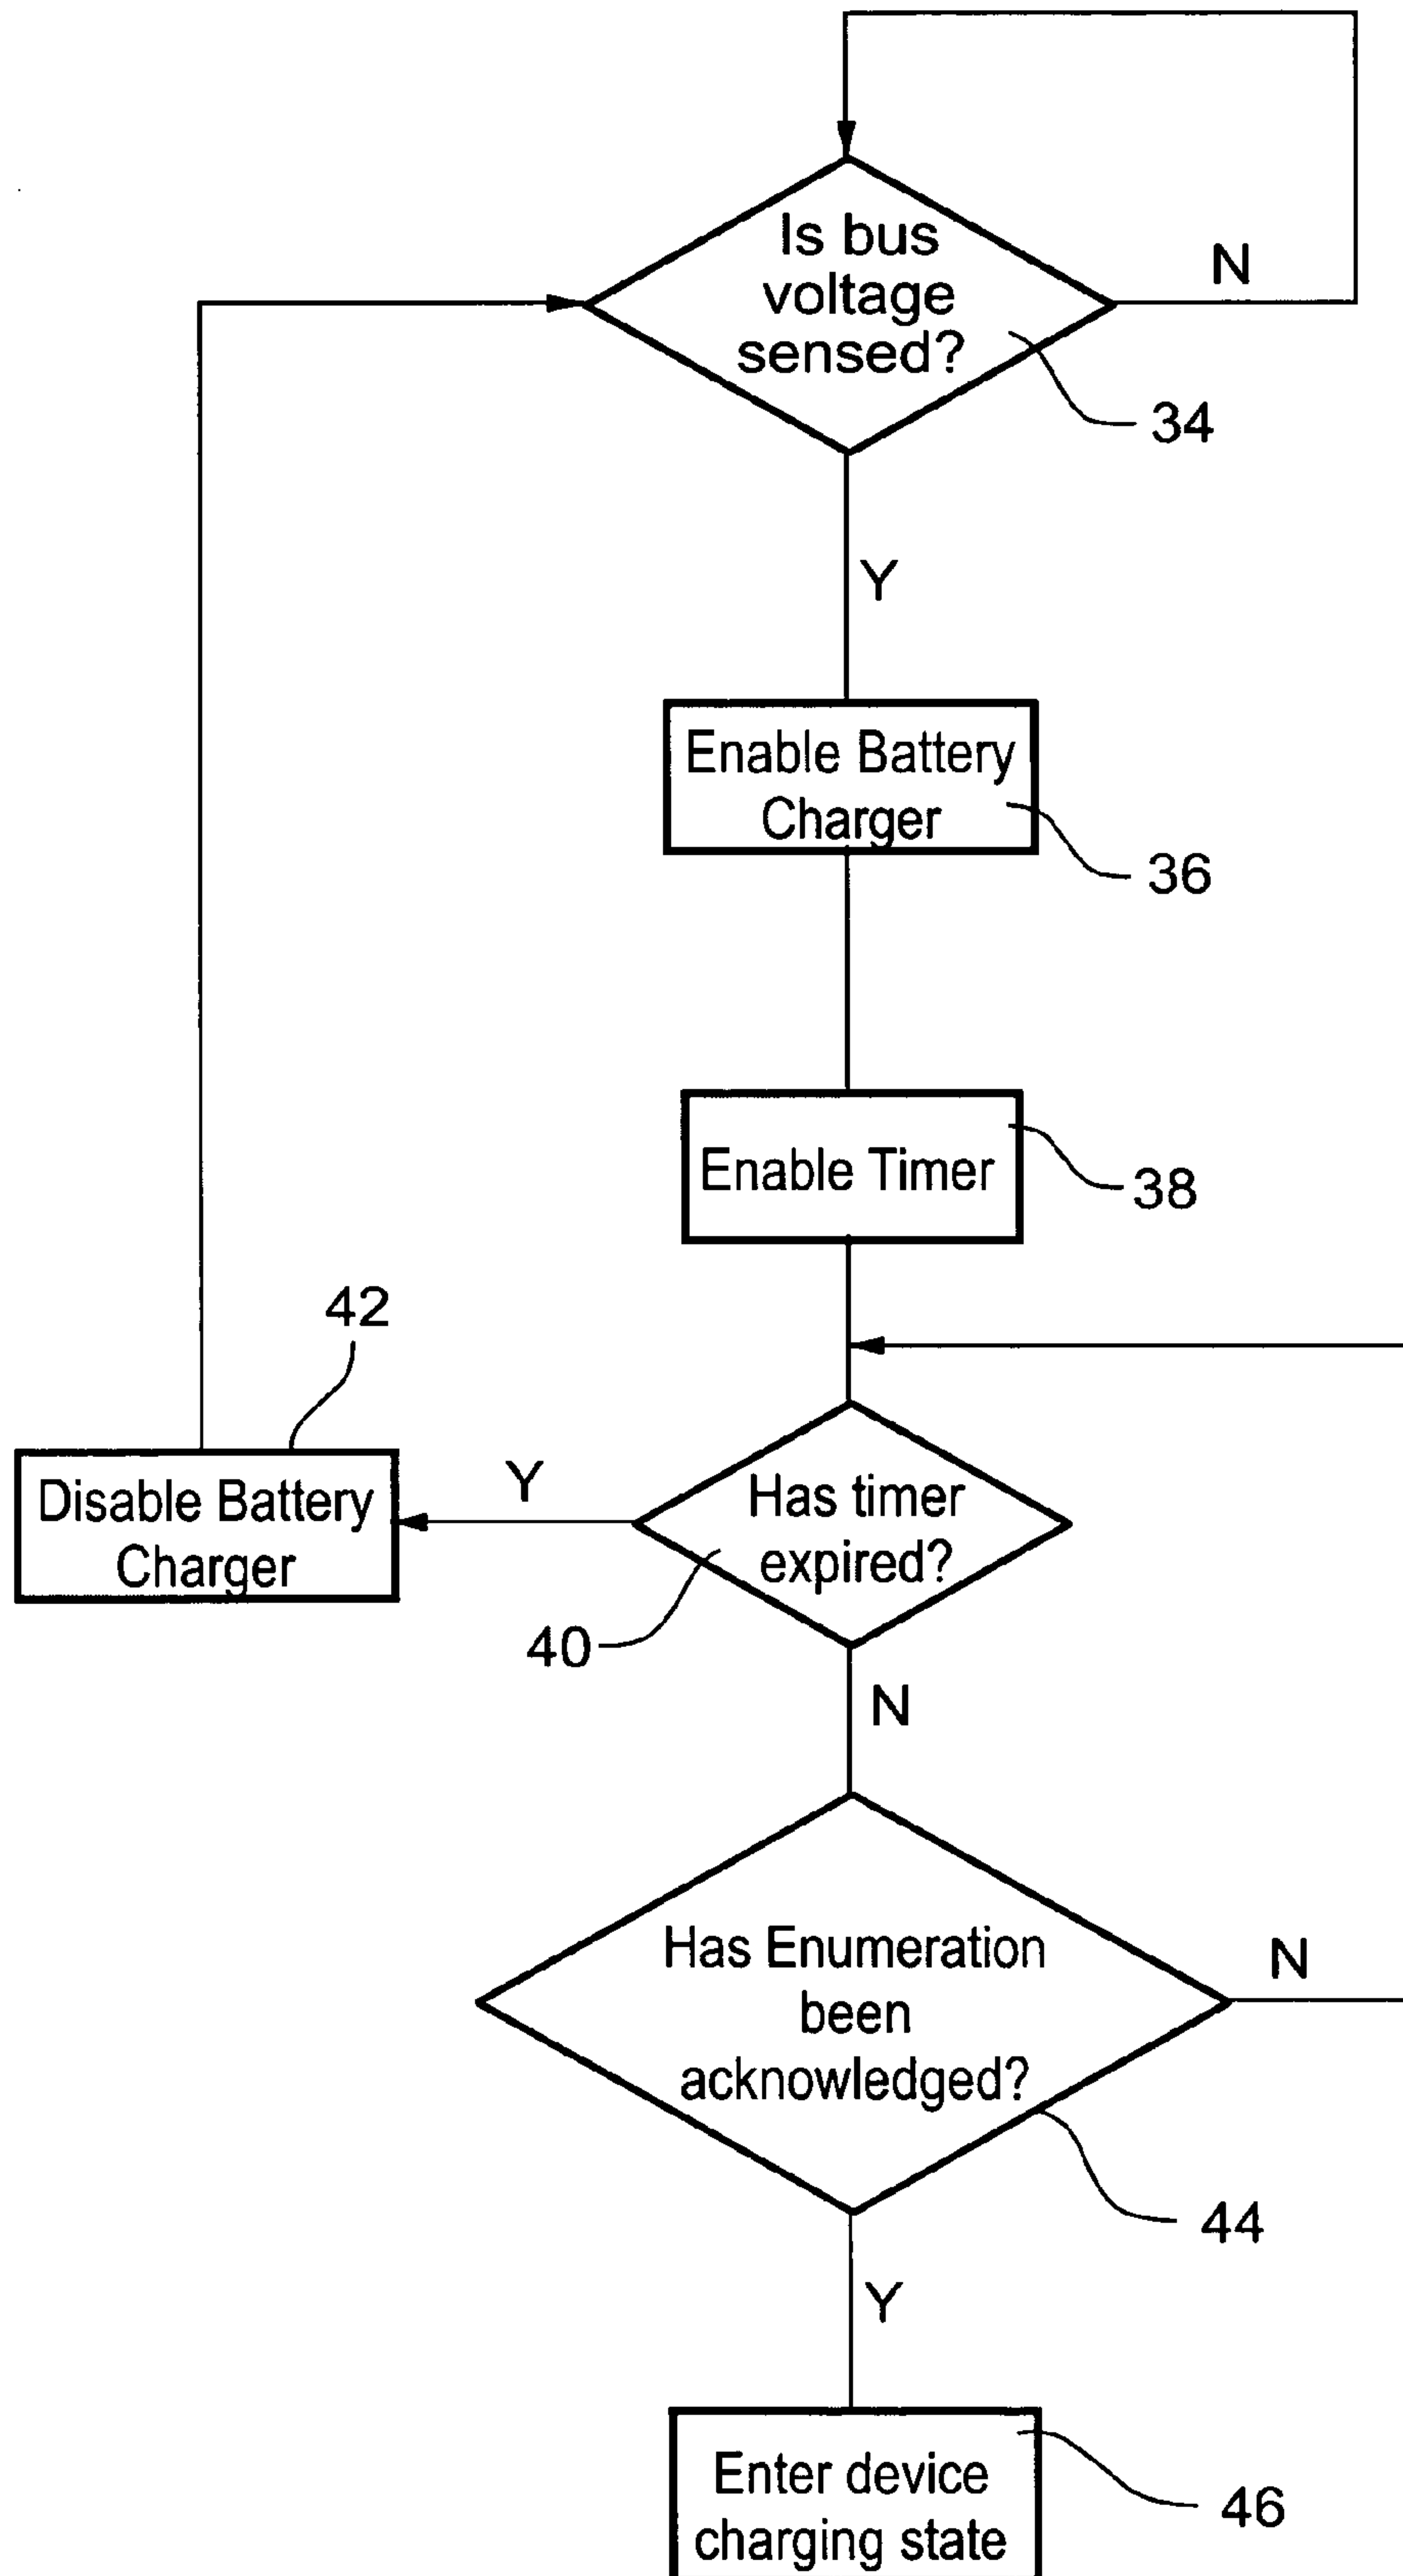 Is bus
voltage
sensed?
N
34
Y
Enable Battery
Charger
36
Enable Timer
38
42
Disable Battery
Charger
Y
Has timer
expired?
40
N
Has Enumeration
been
acknowledged?
N
44
Y
Enter device
charging state
46